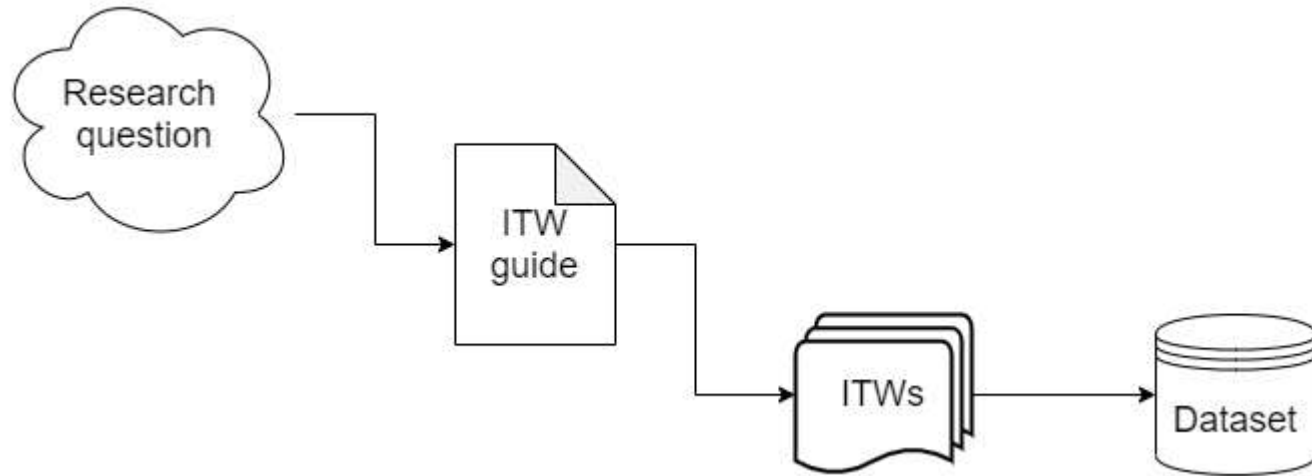 Research
question
ITW
guide
ITWs
Dataset